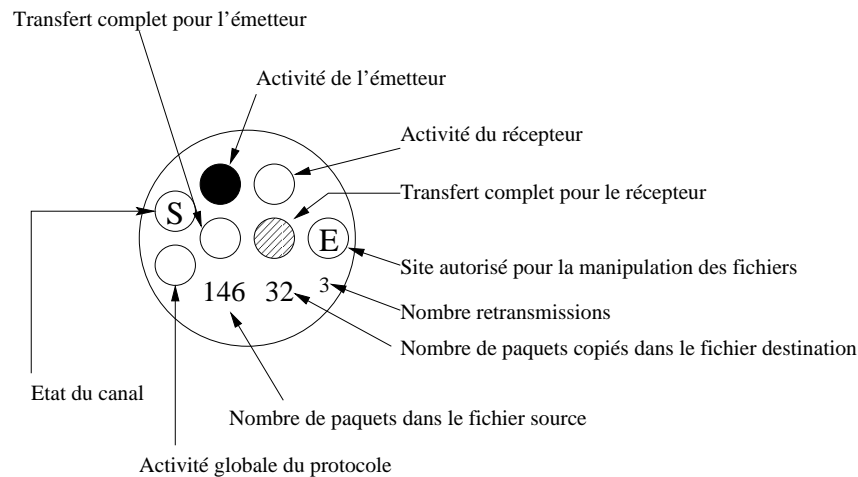 Transfert complet pour l'émetteur
Activité de l'émetteur
Activité du récepteur
Transfert complet pour le récepteur
S
E
Site autorisé pour la manipulation des fichiers
146 32 3
Nombre retransmissions
Nombre de paquets copiés dans le fichier destination
Etat du canal
Nombre de paquets dans le fichier source
Activité globale du protocole